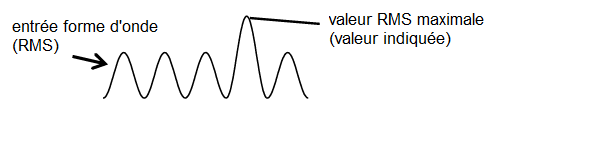 entrée forme d'onde
(RMS)
valeur RMS maximale
(valeur indiquée)